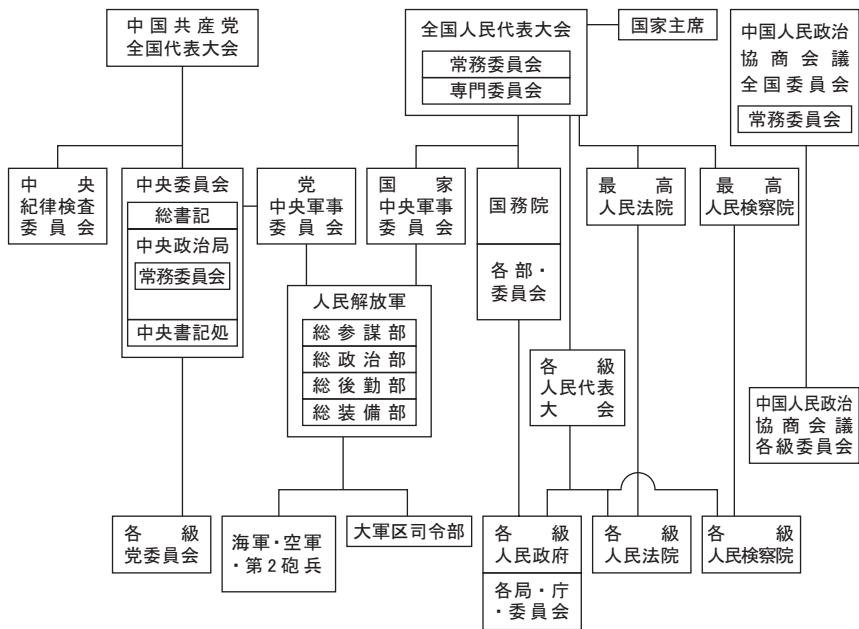 中国共産党
全国代表大会
全国人民代表大会
常務委員会
専門委員会
国家主席
中国人民政治
協商会議
全国委員会
常務委員会
中央
紀律検査
委員会
中央委員会
総書記
中央政治局
常務委員会
中央書記処
党
中央軍事
委員会
国家
中央軍事
委員会
国務院
各部・
委員会
最高
人民法院
最高
人民検察院
人民解放軍
総参謀部
総政治部
総後勤部
総装備部
各級
人民代表
大会
中国人民政治
協商会議
各級委員会
各級
党委員会
海軍・空軍
・第2砲兵
大軍区司令部
各級
人民政府
各局・庁
・委員会
各級
人民法院
各級
人民検察院